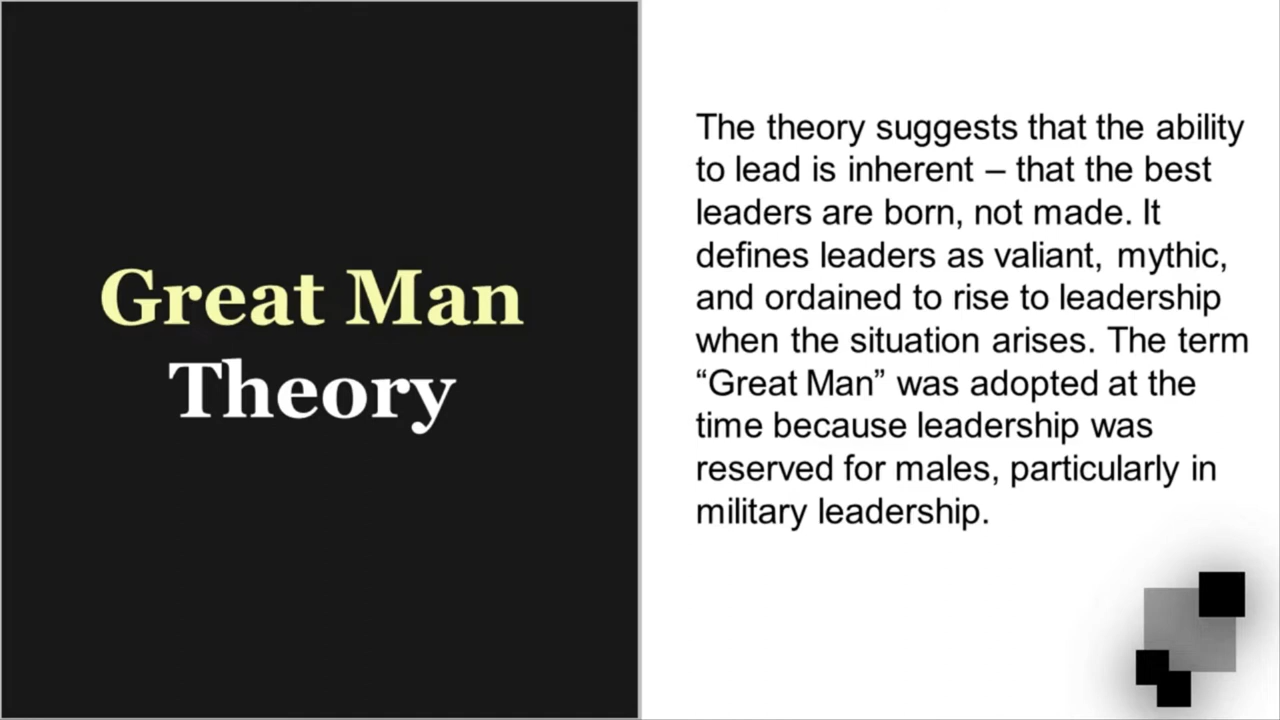 Great Man
Theory
The theory suggests that the ability
to lead is inherent – that the best
leaders are born, not made. It
defines leaders as valiant, mythic,
and ordained to rise to leadership
when the situation arises. The term
“Great Man” was adopted at the
time because leadership was
reserved for males, particularly in
military leadership.